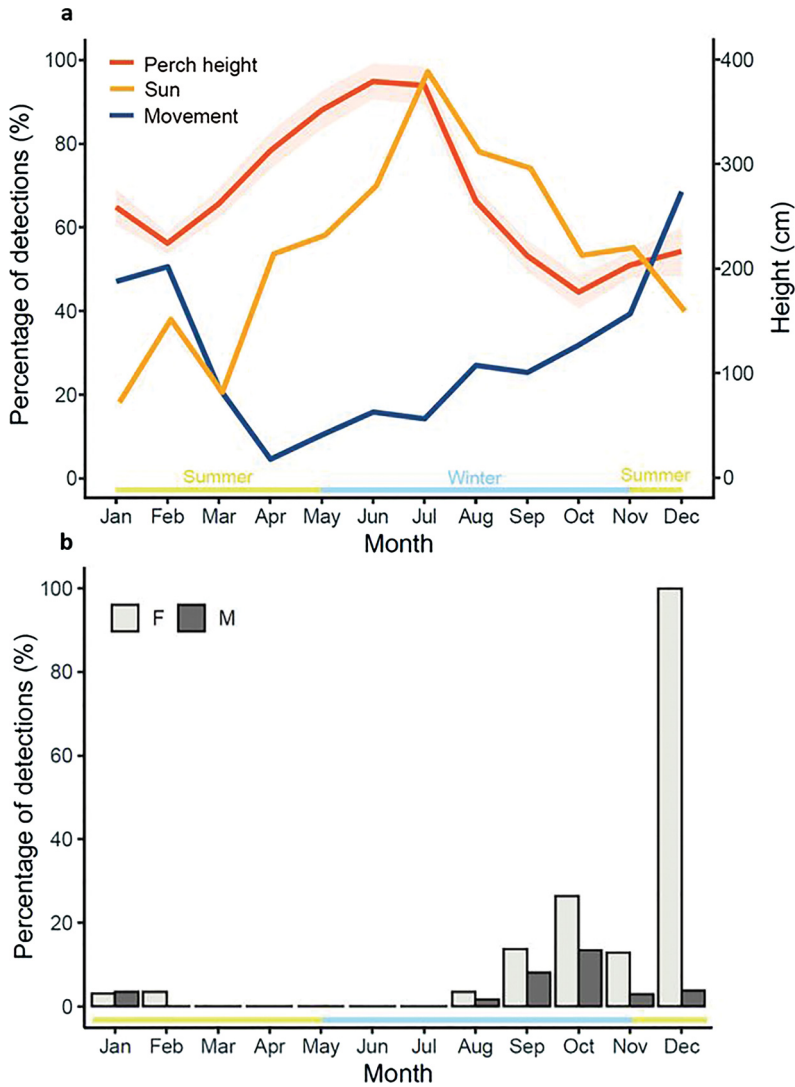 a
Perch height
Sun
Movement
Percentage of detections (%)
100
80
60
40
20
0
400
300
200
100
0
Height (cm)
Summer
Winter
Summer
Jan Feb Mar Apr May Jun Jul Aug Sep Oct Nov Dec
Month
b
F M
Percentage of detections (%)
100
80
60
40
20
0
Jan Feb Mar Apr May Jun Jul Aug Sep Oct Nov Dec
Month